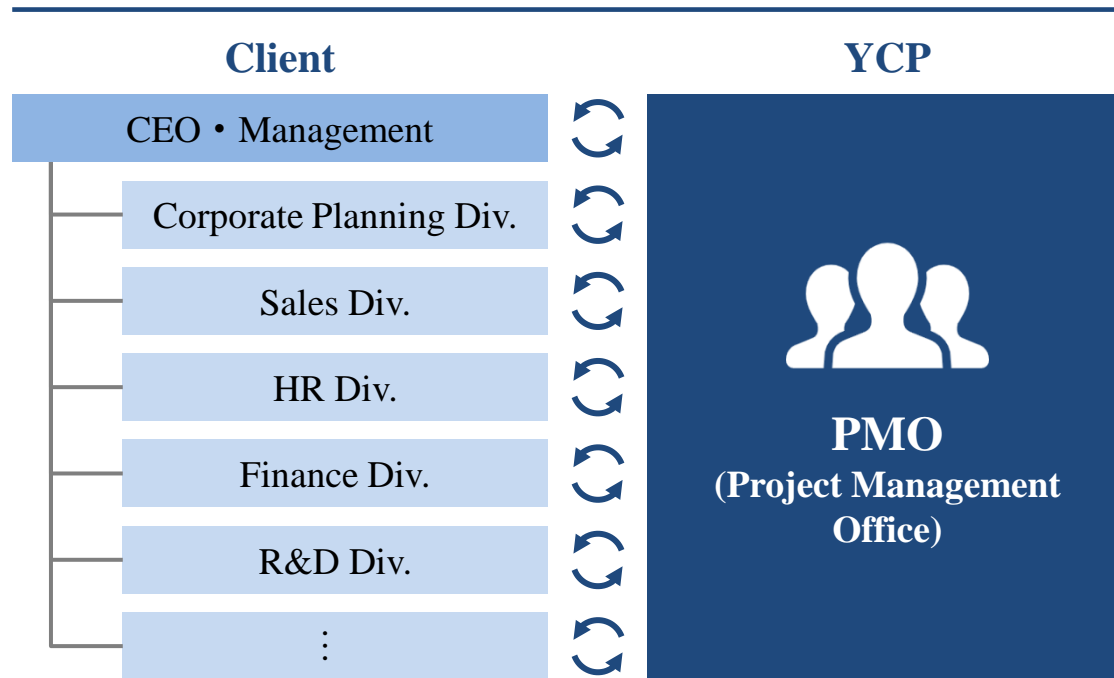 Client
YCP
CEO・Management
Corporate Planning Div.
Sales Div.
HR Div.
Finance Div.
R&D Div.
⋮
PMO
(Project Management
Office)